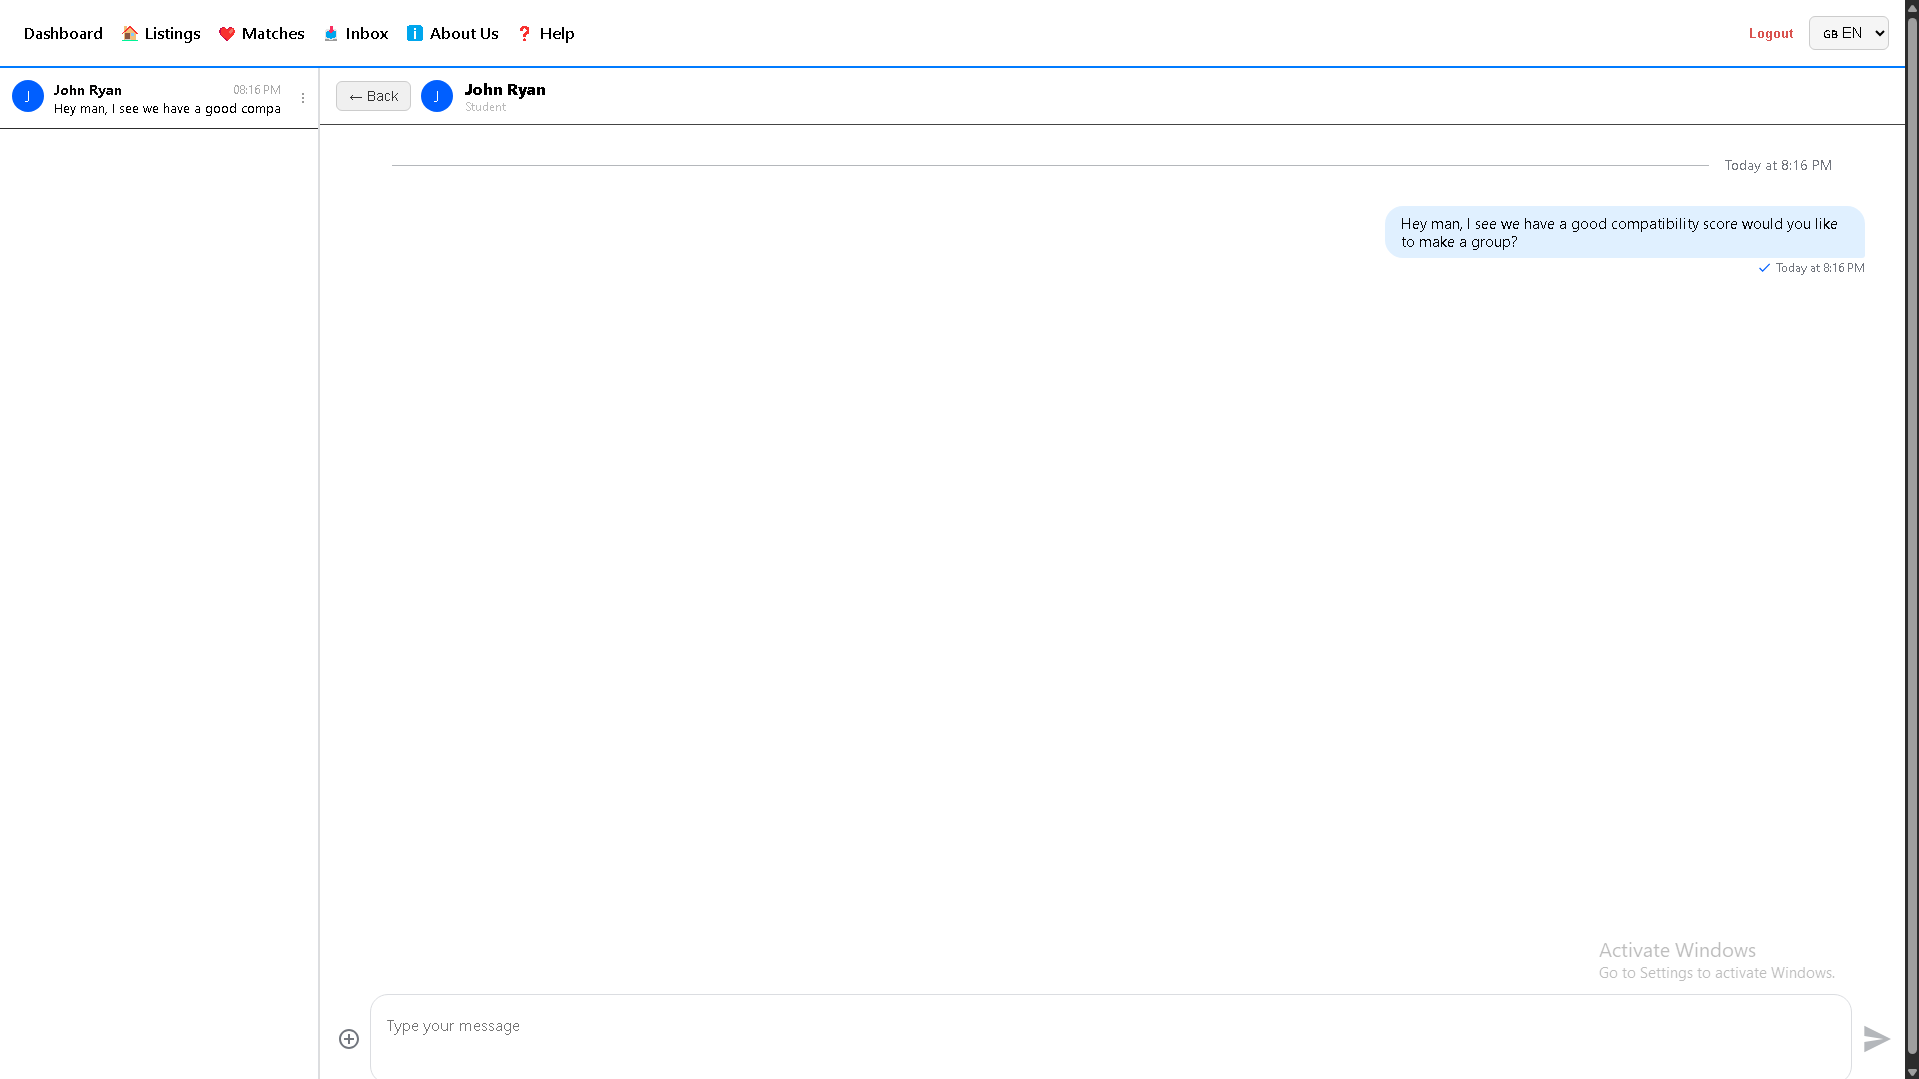 Dashboard Listings Matches Inbox About Us Help Logout GB EN
J John Ryan 08:16 PM
Hey man, I see we have a good compa
← Back J John Ryan
Student
Today at 8:16 PM
Hey man, I see we have a good compatibility score would you like
to make a group?
Today at 8:16 PM
Activate Windows
Go to Settings to activate Windows.
Type your message